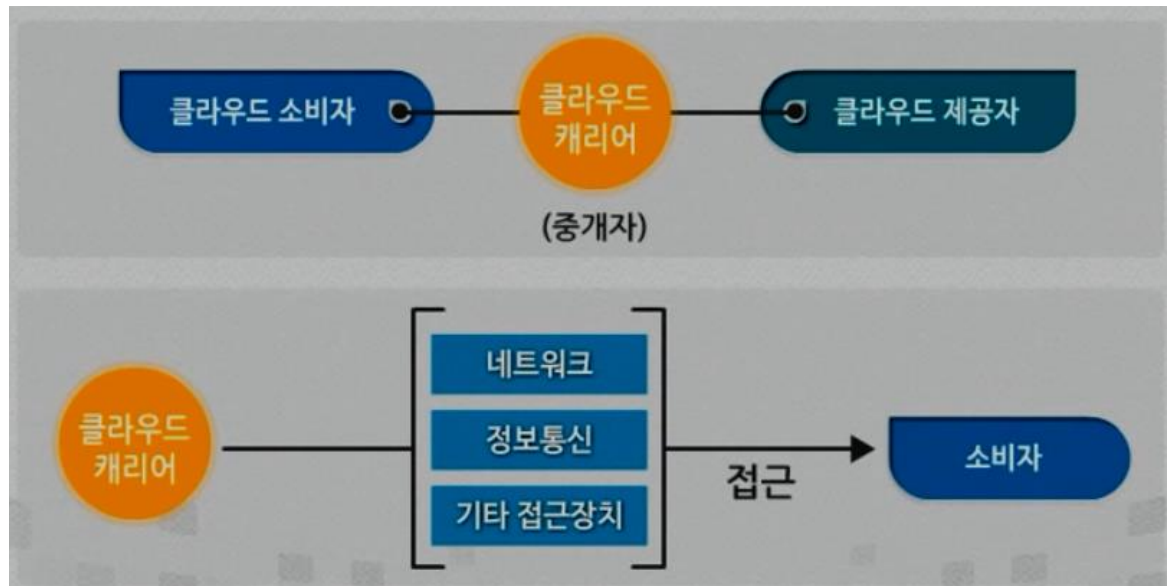 클라우드 소비자
클라우드
캐리어
클라우드 제공자
(중개자)
클라우드
캐리어
네트워크
정보통신
기타 접근장치
접근
소비자